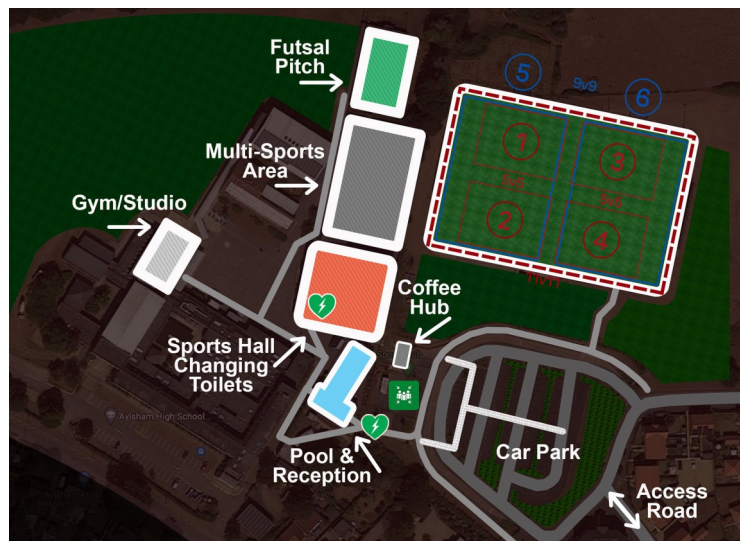 Futsal
Pitch
5
9v9
6
1
3
Multi-Sports
Area
5v5
5v5
2
4
Gym/Studio
11v11
Coffee
Hub
Sports Hall
Changing
Toilets
Aylsham High School
Pool &
Reception
Car Park
Access
Road